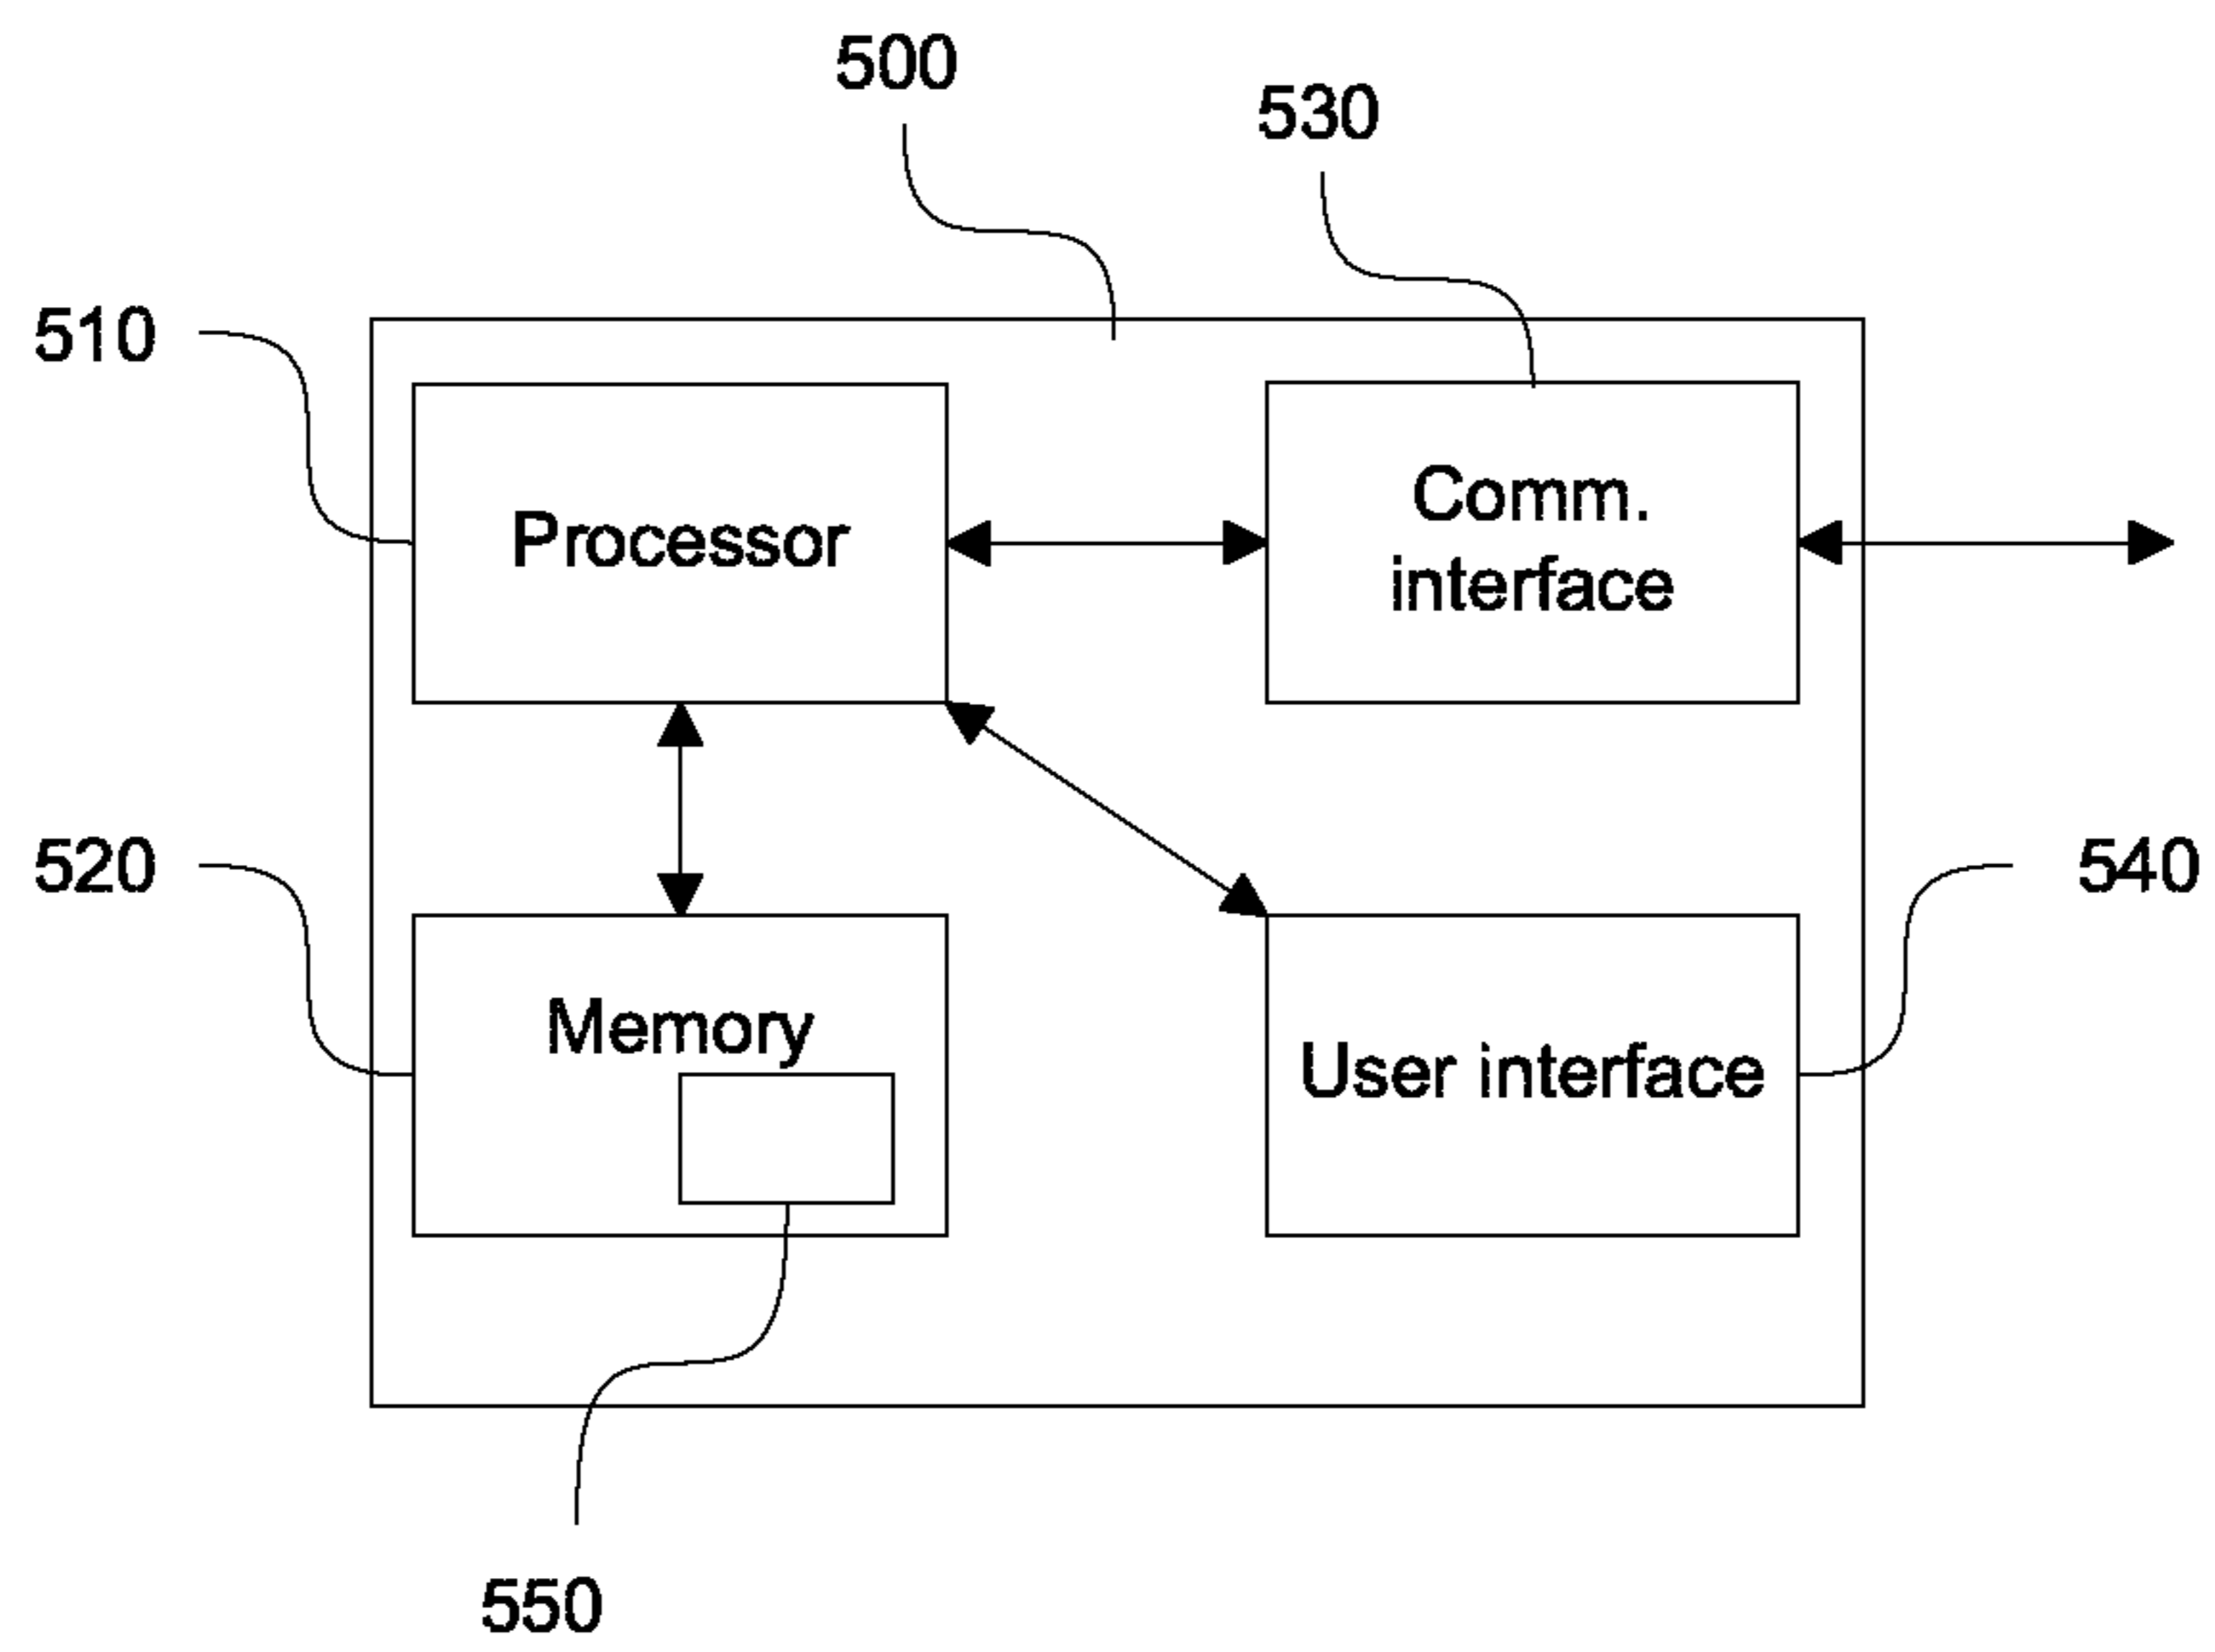 500
530
510
Processor
Comm.
interface
520
540
Memory
User interface
550